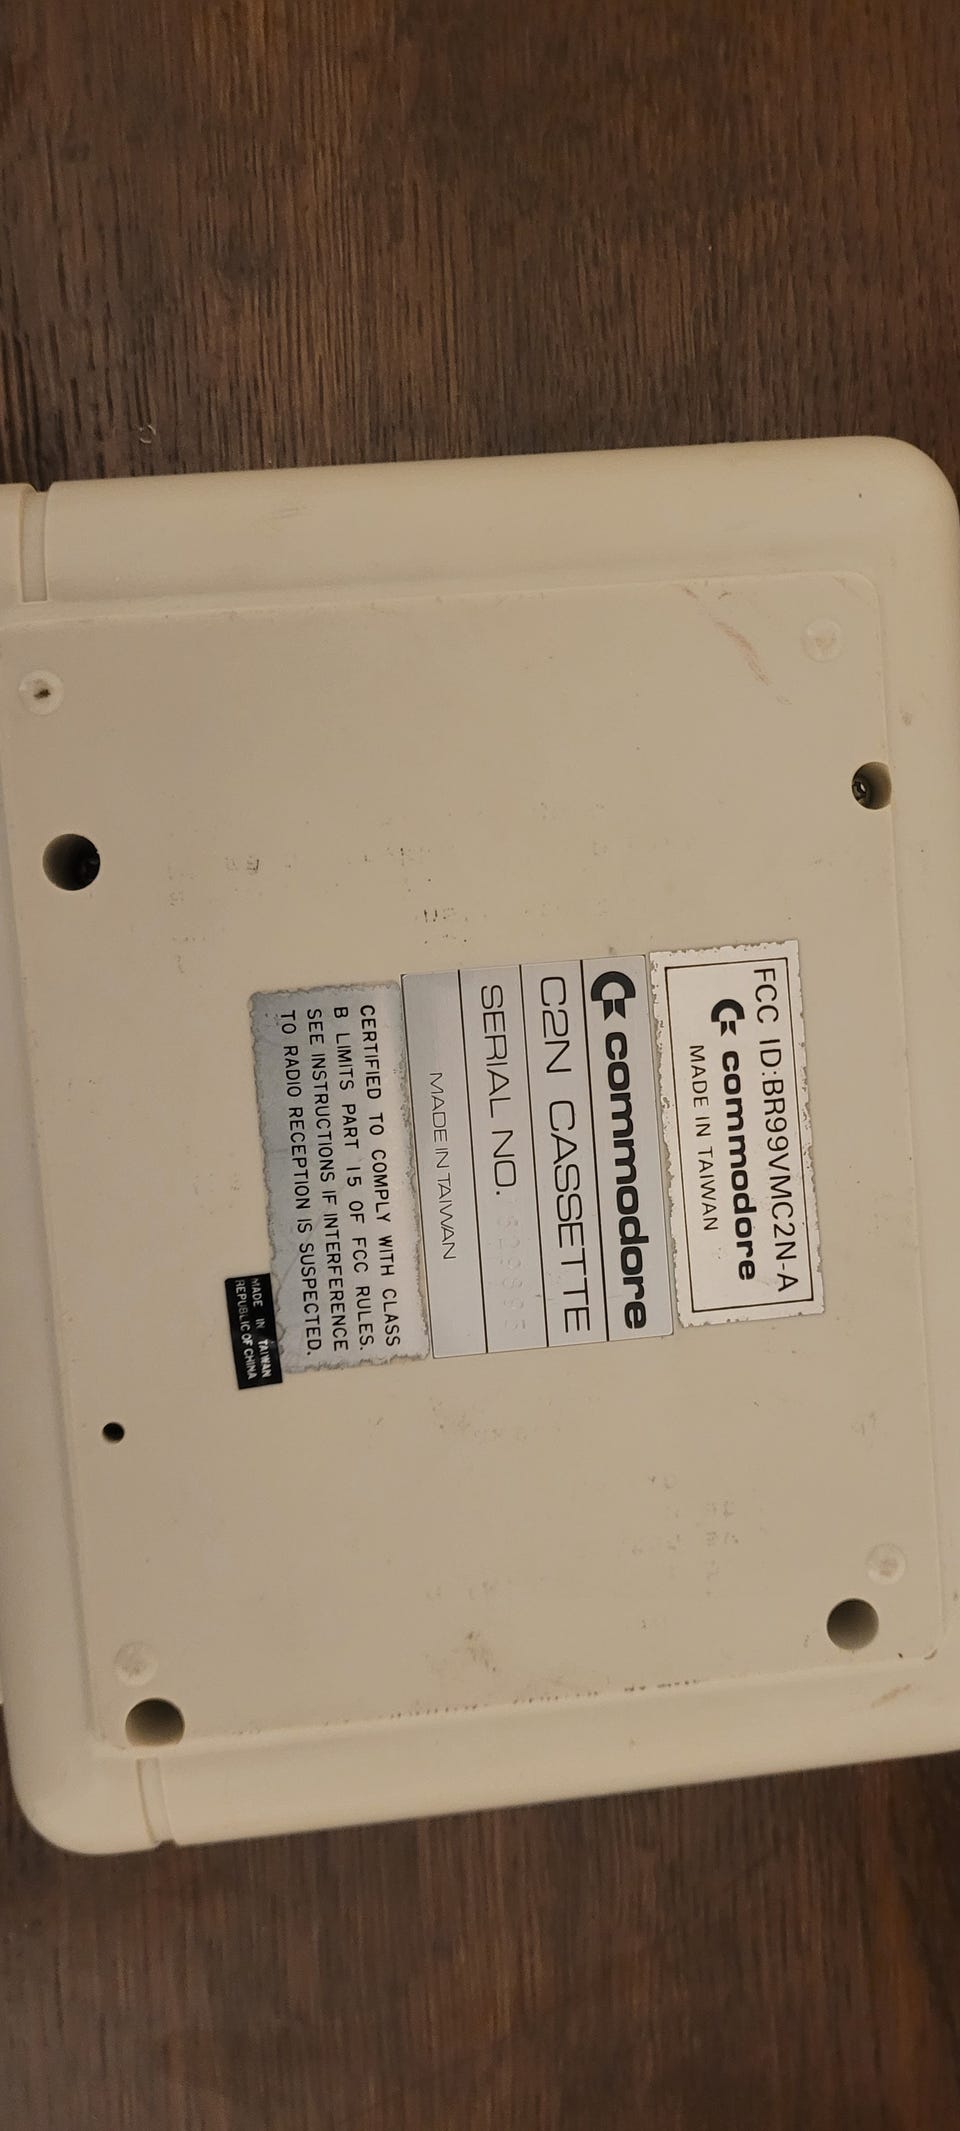 FCC ID:BR99VMC2N-A
commodore
MADE IN TAIWAN
commodore
C2N CASSETTE
SERIAL NO.
MADE IN TAIWAN
CERTIFIED TO COMPLY WITH CLASS
B LIMITS PART 15 OF FCC RULES.
SEE INSTRUCTIONS IF INTERFERENCE
TO RADIO RECEPTION IS SUSPECTED.
MADE IN TAIWAN
REPUBLIC OF CHINA